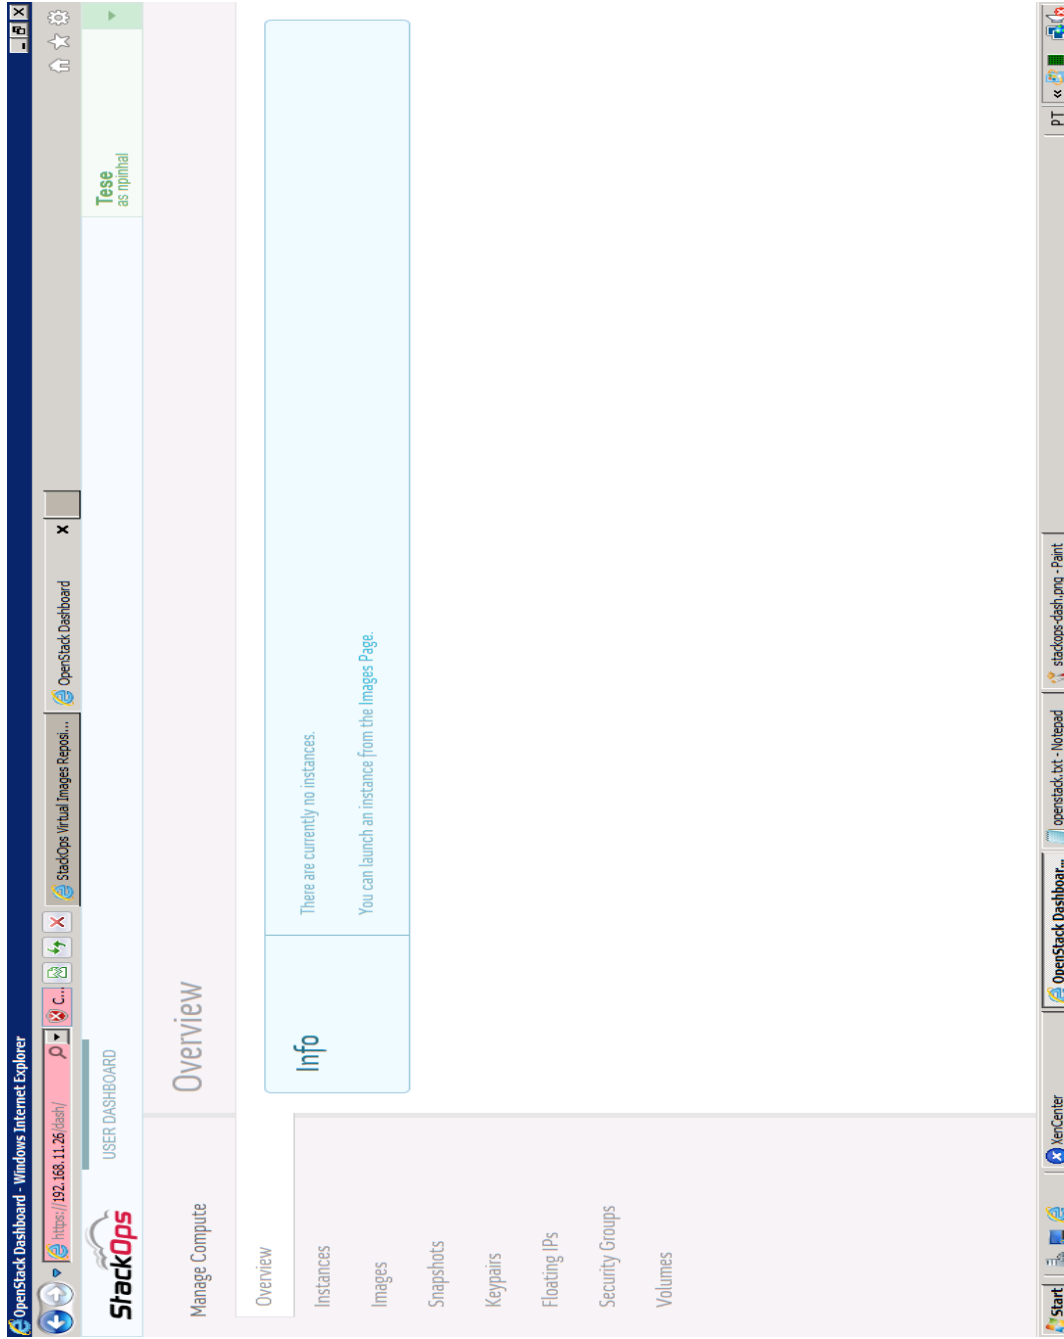 OpenStack Dashboard - Windows Internet Explorer
https://192.168.11.26/dash/
C...
StackOps Virtual Images Reposi...
OpenStack Dashboard
StackOps
USER DASHBOARD
Tese
as npinhal
Manage Compute
Overview
Overview
Instances
Images
Snapshots
Keypairs
Floating IPs
Security Groups
Volumes
Info
There are currently no instances.
You can launch an instance from the Images Page.
Start
XenCenter
OpenStack Dashboar...
openstack.txt - Notepad
stackops-dash.png - Paint
PT